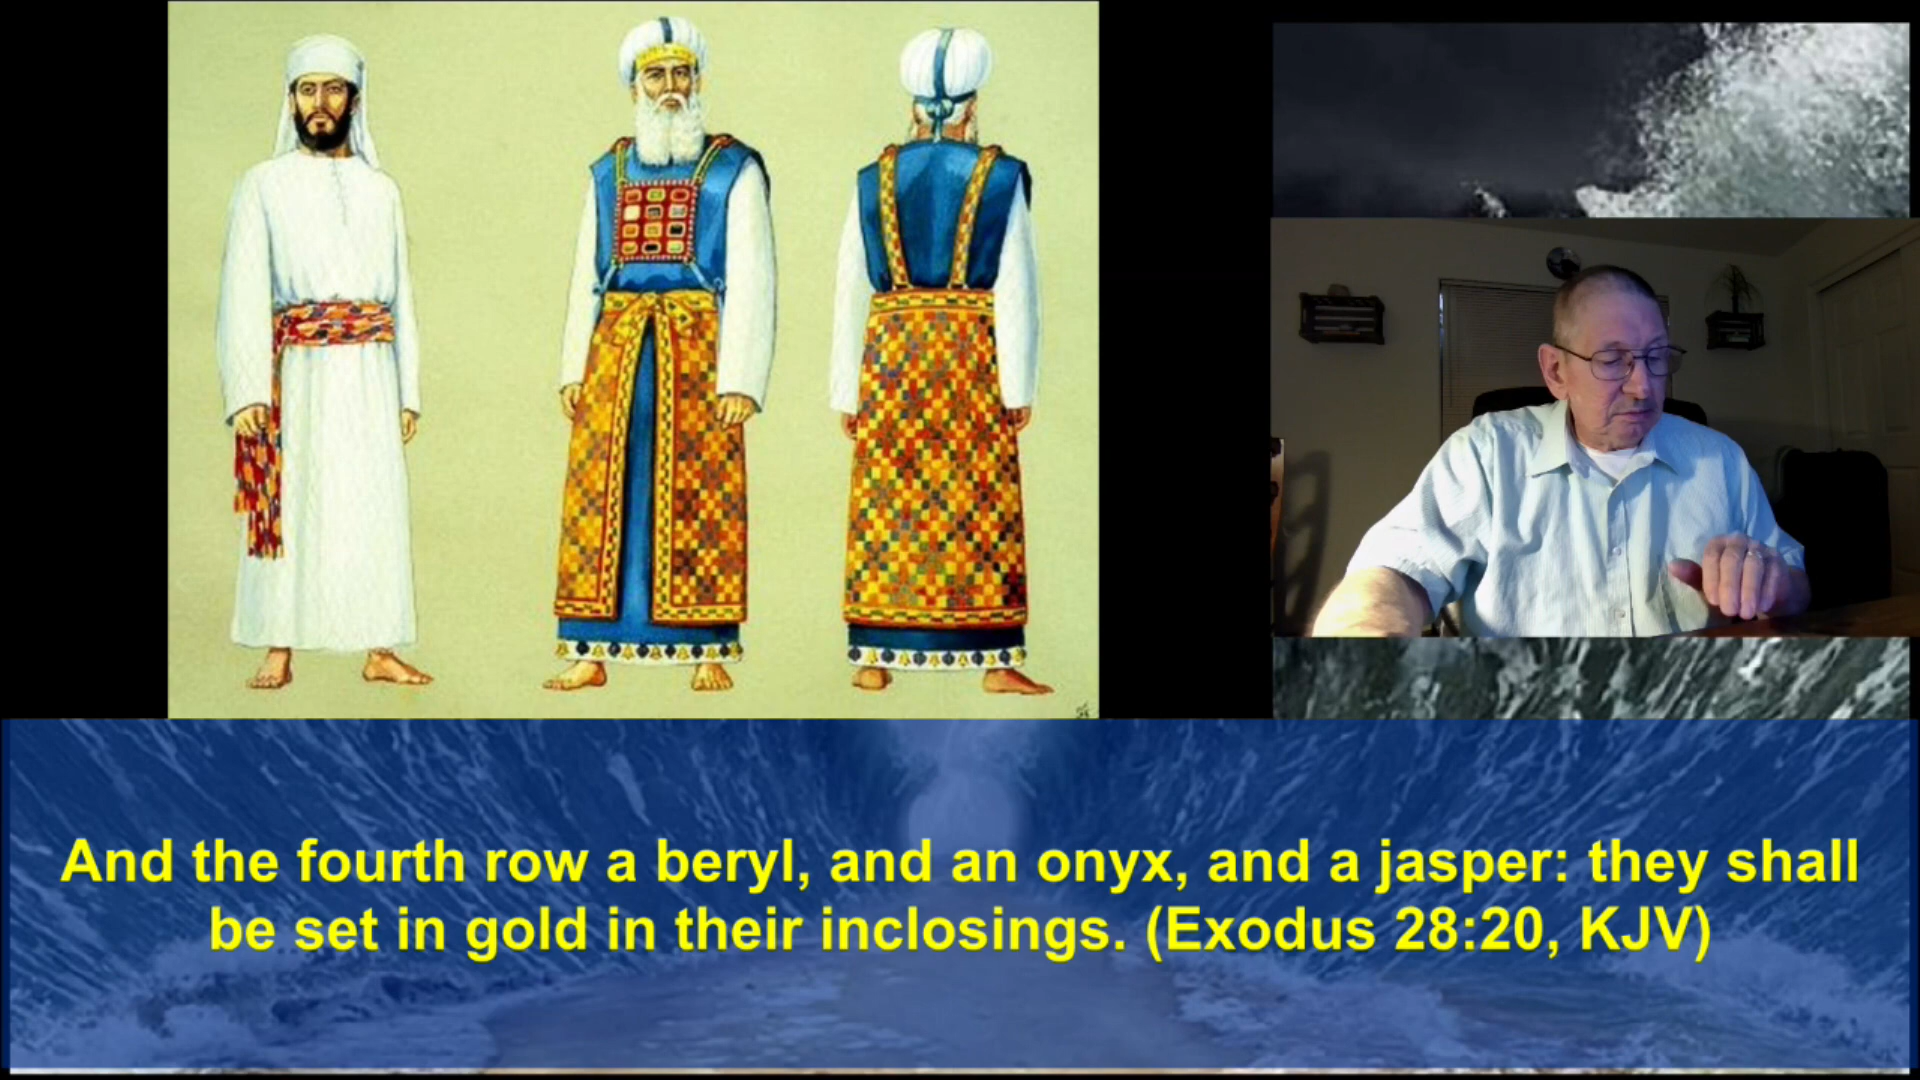 And the fourth row a beryl, and an onyx, and a jasper: they shall
be set in gold in their inclosings. (Exodus 28:20, KJV)